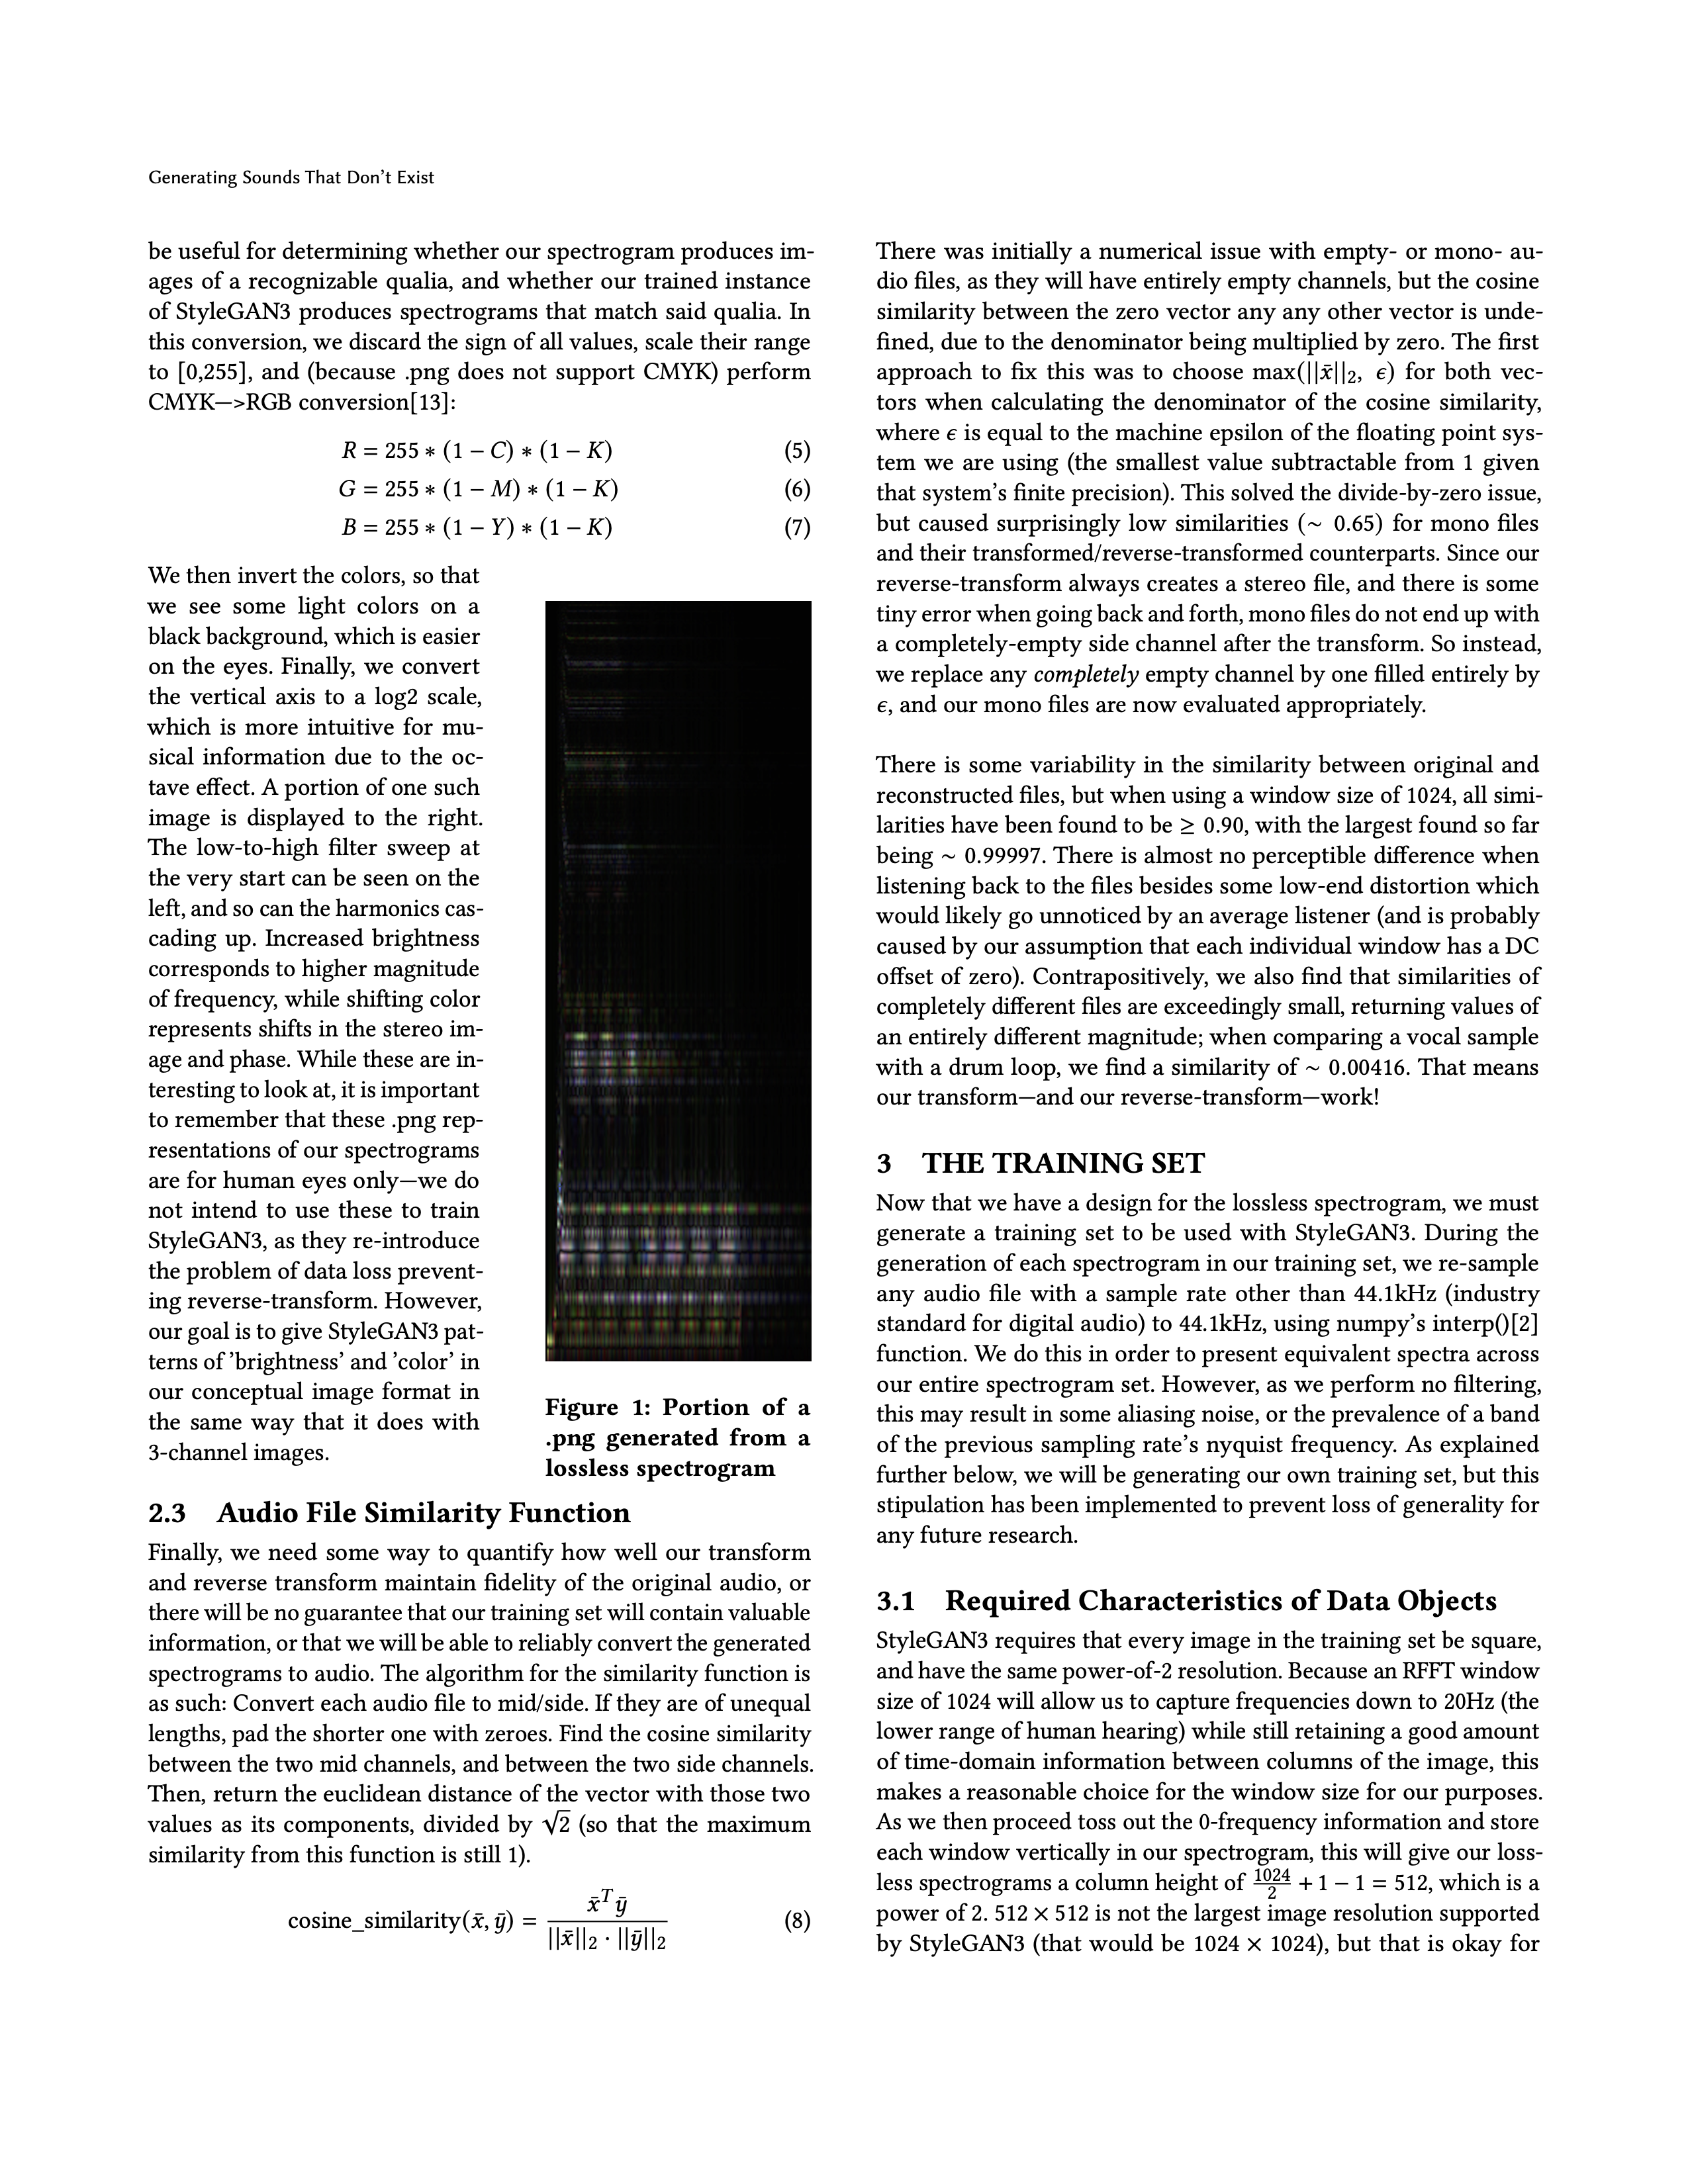 Generating Sounds That Don't Exist
be useful for determining whether our spectrogram produces im-
ages of a recognizable qualia, and whether our trained instance
of StyleGAN3 produces spectrograms that match said qualia. In
this conversion, we discard the sign of all values, scale their range
to [0,255], and (because .png does not support CMYK) perform
CMYK—>RGB conversion[13]:
R = 255 ∗ (1 − C) ∗ (1 − K) (5)
G = 255 ∗ (1 − M) ∗ (1 − K) (6)
B = 255 ∗ (1 − Y) ∗ (1 − K) (7)
We then invert the colors, so that
we see some light colors on a
black background, which is easier
on the eyes. Finally, we convert
the vertical axis to a log2 scale,
which is more intuitive for mu-
sical information due to the oc-
tave effect. A portion of one such
image is displayed to the right.
The low-to-high filter sweep at
the very start can be seen on the
left, and so can the harmonics cas-
cading up. Increased brightness
corresponds to higher magnitude
of frequency, while shifting color
represents shifts in the stereo im-
age and phase. While these are in-
teresting to look at, it is important
to remember that these .png rep-
resentations of our spectrograms
are for human eyes only—we do
not intend to use these to train
StyleGAN3, as they re-introduce
the problem of data loss prevent-
ing reverse-transform. However,
our goal is to give StyleGAN3 pat-
terns of 'brightness' and 'color' in
our conceptual image format in
the same way that it does with
3-channel images.
Figure 1: Portion of a
.png generated from a
lossless spectrogram
2.3 Audio File Similarity Function
Finally, we need some way to quantify how well our transform
and reverse transform maintain fidelity of the original audio, or
there will be no guarantee that our training set will contain valuable
information, or that we will be able to reliably convert the generated
spectrograms to audio. The algorithm for the similarity function is
as such: Convert each audio file to mid/side. If they are of unequal
lengths, pad the shorter one with zeroes. Find the cosine similarity
between the two mid channels, and between the two side channels.
Then, return the euclidean distance of the vector with those two
values as its components, divided by √2 (so that the maximum
similarity from this function is still 1).
cosine_similarity(x̄, ȳ) = x̄ᵀȳ / (||x̄||₂ · ||ȳ||₂) (8)
There was initially a numerical issue with empty- or mono- au-
dio files, as they will have entirely empty channels, but the cosine
similarity between the zero vector any any other vector is unde-
fined, due to the denominator being multiplied by zero. The first
approach to fix this was to choose max(||x̄||₂, ϵ) for both vec-
tors when calculating the denominator of the cosine similarity,
where ϵ is equal to the machine epsilon of the floating point sys-
tem we are using (the smallest value subtractable from 1 given
that system's finite precision). This solved the divide-by-zero issue,
but caused surprisingly low similarities (∼ 0.65) for mono files
and their transformed/reverse-transformed counterparts. Since our
reverse-transform always creates a stereo file, and there is some
tiny error when going back and forth, mono files do not end up with
a completely-empty side channel after the transform. So instead,
we replace any completely empty channel by one filled entirely by
ϵ, and our mono files are now evaluated appropriately.
There is some variability in the similarity between original and
reconstructed files, but when using a window size of 1024, all simi-
larities have been found to be ≥ 0.90, with the largest found so far
being ∼ 0.99997. There is almost no perceptible difference when
listening back to the files besides some low-end distortion which
would likely go unnoticed by an average listener (and is probably
caused by our assumption that each individual window has a DC
offset of zero). Contrapositively, we also find that similarities of
completely different files are exceedingly small, returning values of
an entirely different magnitude; when comparing a vocal sample
with a drum loop, we find a similarity of ∼ 0.00416. That means
our transform—and our reverse-transform—work!
3 THE TRAINING SET
Now that we have a design for the lossless spectrogram, we must
generate a training set to be used with StyleGAN3. During the
generation of each spectrogram in our training set, we re-sample
any audio file with a sample rate other than 44.1kHz (industry
standard for digital audio) to 44.1kHz, using numpy's interp()[2]
function. We do this in order to present equivalent spectra across
our entire spectrogram set. However, as we perform no filtering,
this may result in some aliasing noise, or the prevalence of a band
of the previous sampling rate's nyquist frequency. As explained
further below, we will be generating our own training set, but this
stipulation has been implemented to prevent loss of generality for
any future research.
3.1 Required Characteristics of Data Objects
StyleGAN3 requires that every image in the training set be square,
and have the same power-of-2 resolution. Because an RFFT window
size of 1024 will allow us to capture frequencies down to 20Hz (the
lower range of human hearing) while still retaining a good amount
of time-domain information between columns of the image, this
makes a reasonable choice for the window size for our purposes.
As we then proceed toss out the 0-frequency information and store
each window vertically in our spectrogram, this will give our loss-
less spectrograms a column height of 1024/2 + 1 − 1 = 512, which is a
power of 2. 512 × 512 is not the largest image resolution supported
by StyleGAN3 (that would be 1024 × 1024), but that is okay for